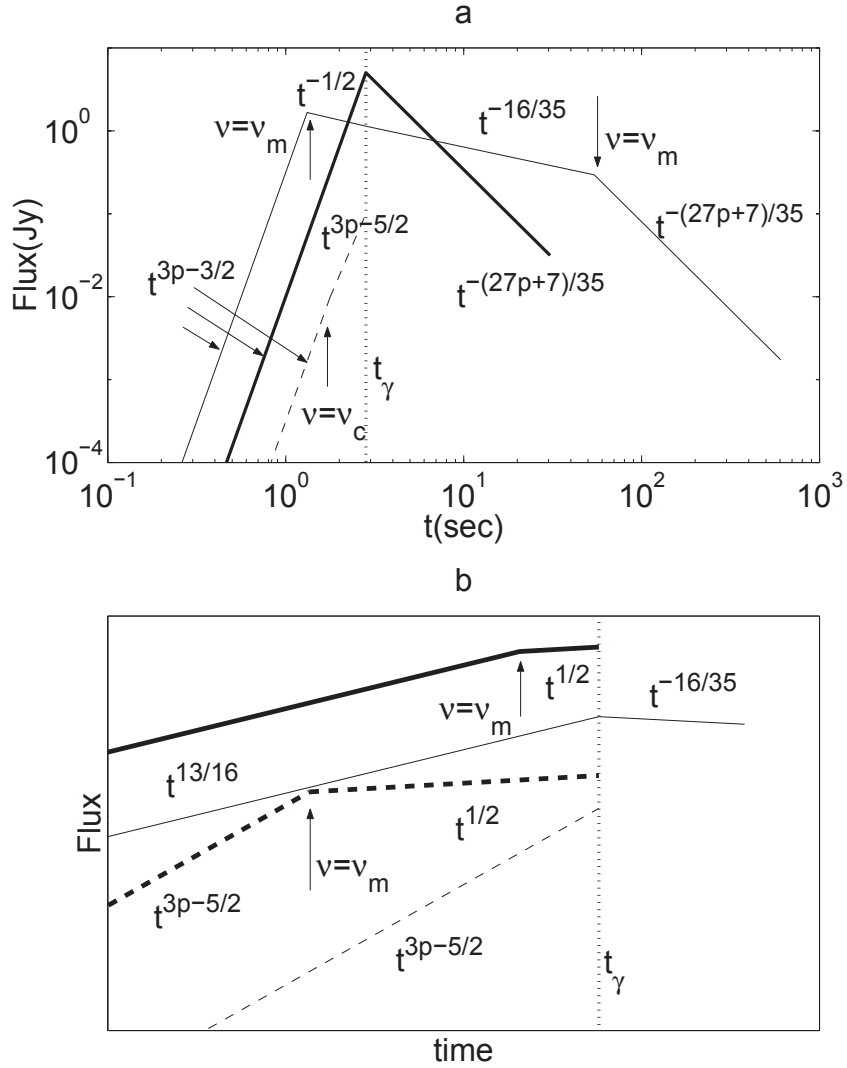 a
Flux(Jy)
10^0
10^−2
10^−4
t^−1/2
t^−16/35
ν=ν_m
ν=ν_m
t^3p−5/2
t^−(27p+7)/35
t^3p−3/2
t^−(27p+7)/35
t_γ
ν=ν_c
10^−1
10^0
10^1
10^2
10^3
t(sec)
b
Flux
t^1/2
t^−16/35
ν=ν_m
t^13/16
t^1/2
ν=ν_m
t^3p−5/2
t^3p−5/2
t_γ
time